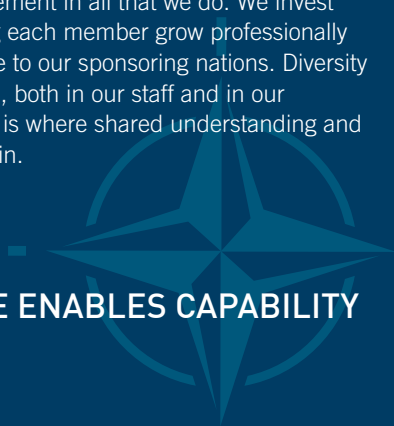 ement in all that we do. We invest
g each member grow professionally
e to our sponsoring nations. Diversity
, both in our staff and in our
is where shared understanding and
in.
E ENABLES CAPABILITY